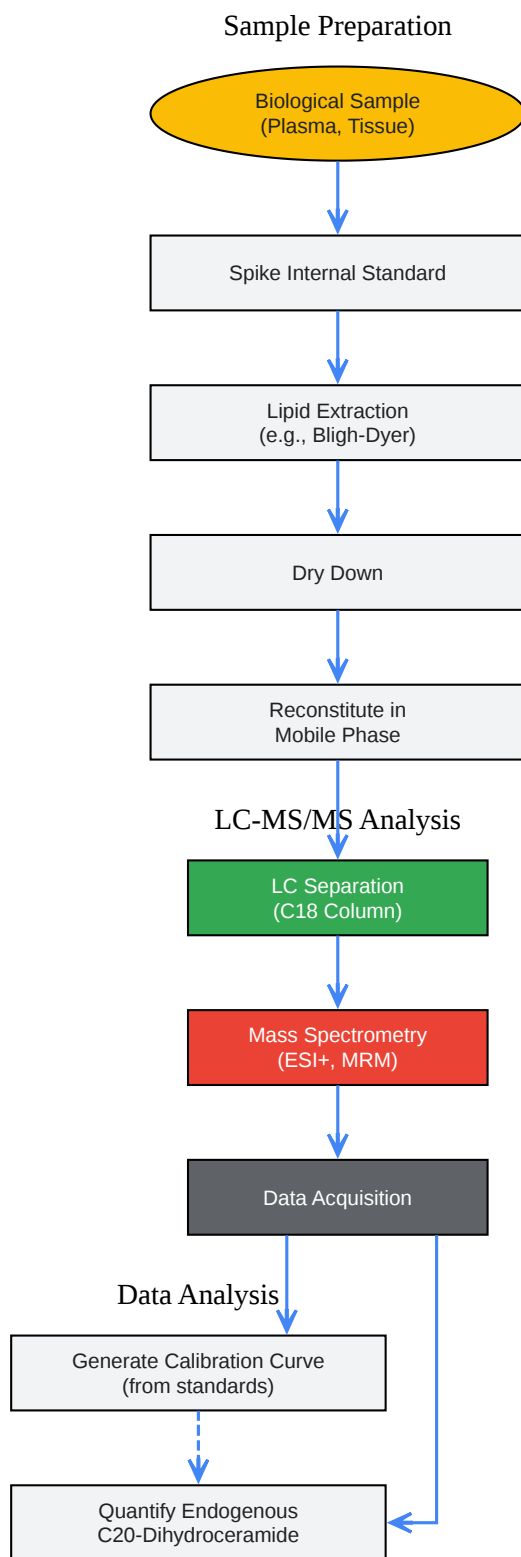 Sample Preparation
Biological Sample
(Plasma, Tissue)
Spike Internal Standard
Lipid Extraction
(e.g., Bligh-Dyer)
Dry Down
Reconstitute in
Mobile Phase
LC-MS/MS Analysis
LC Separation
(C18 Column)
Mass Spectrometry
(ESI+, MRM)
Data Acquisition
Data Analysis
Generate Calibration Curve
(from standards)
Quantify Endogenous
C20-Dihydroceramide